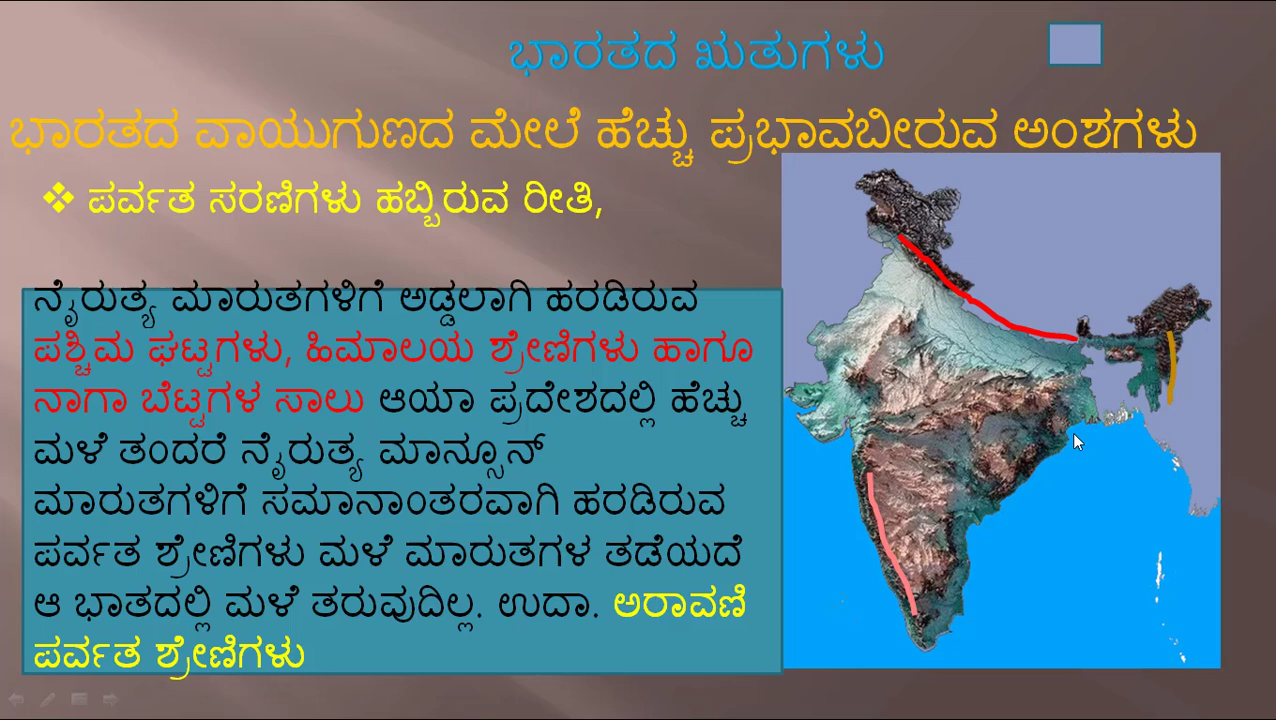 ಭಾರತದ ಋತುಗಳು
ಭಾರತದ ವಾಯುಗುಣದ ಮೇಲೆ ಹೆಚ್ಚು ಪ್ರಭಾವಬೀರುವ ಅಂಶಗಳು
❖ ಪರ್ವತ ಸರಣಿಗಳು ಹಬ್ಬಿರುವ ರೀತಿ,
ನೈರುತ್ಯ ಮಾರುತಗಳಿಗೆ ಅಡ್ಡಲಾಗಿ ಹರಡಿರುವ
ಪಶ್ಚಿಮ ಘಟ್ಟಗಳು, ಹಿಮಾಲಯ ಶ್ರೇಣಿಗಳು ಹಾಗೂ
ನಾಗಾ ಬೆಟ್ಟಗಳ ಸಾಲು ಆಯಾ ಪ್ರದೇಶದಲ್ಲಿ ಹೆಚ್ಚು
ಮಳೆ ತಂದರೆ ನೈರುತ್ಯ ಮಾನ್ಸೂನ್
ಮಾರುತಗಳಿಗೆ ಸಮಾನಾಂತರವಾಗಿ ಹರಡಿರುವ
ಪರ್ವತ ಶ್ರೇಣಿಗಳು ಮಳೆ ಮಾರುತಗಳ ತಡೆಯದೆ
ಆ ಭಾತದಲ್ಲಿ ಮಳೆ ತರುವುದಿಲ್ಲ. ಉದಾ. ಅರಾವಣಿ
ಪರ್ವತ ಶ್ರೇಣಿಗಳು